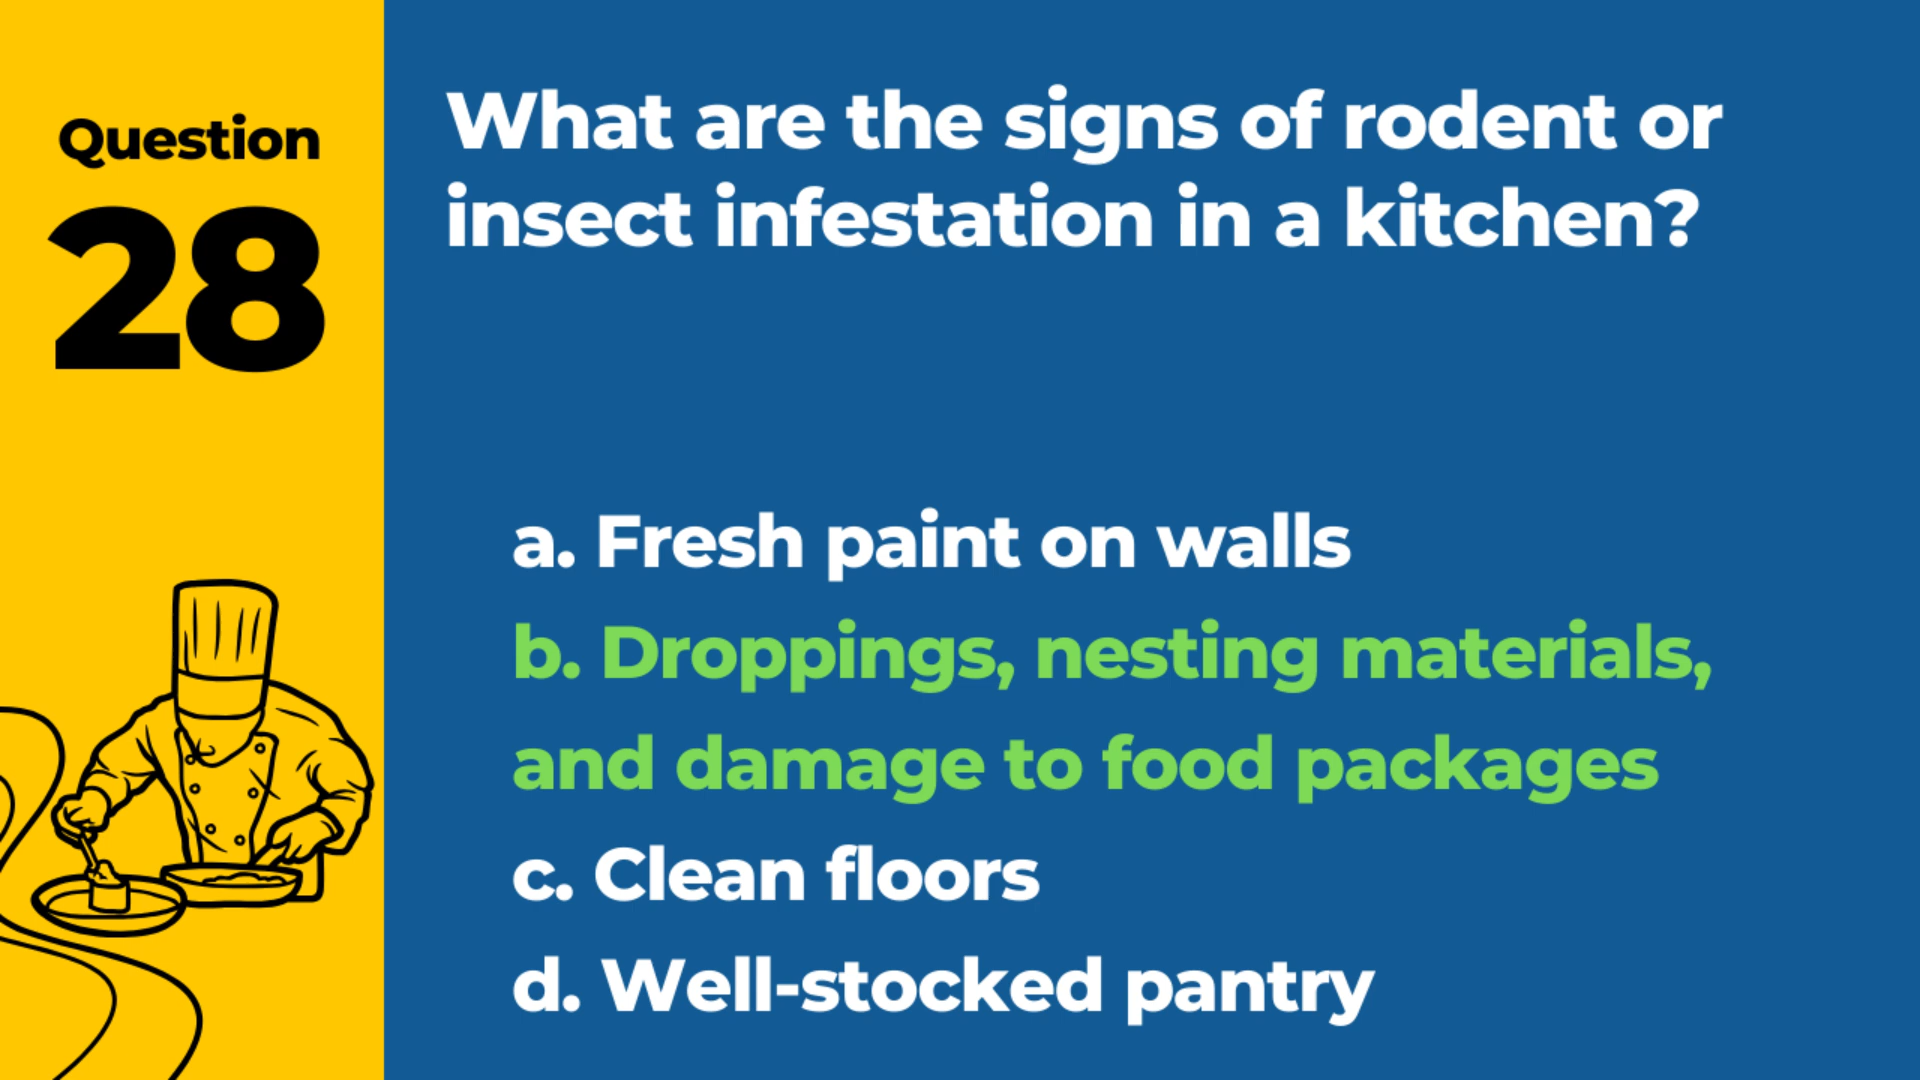 Question
28
What are the signs of rodent or
insect infestation in a kitchen?
a. Fresh paint on walls
b. Droppings, nesting materials,
and damage to food packages
c. Clean floors
d. Well-stocked pantry